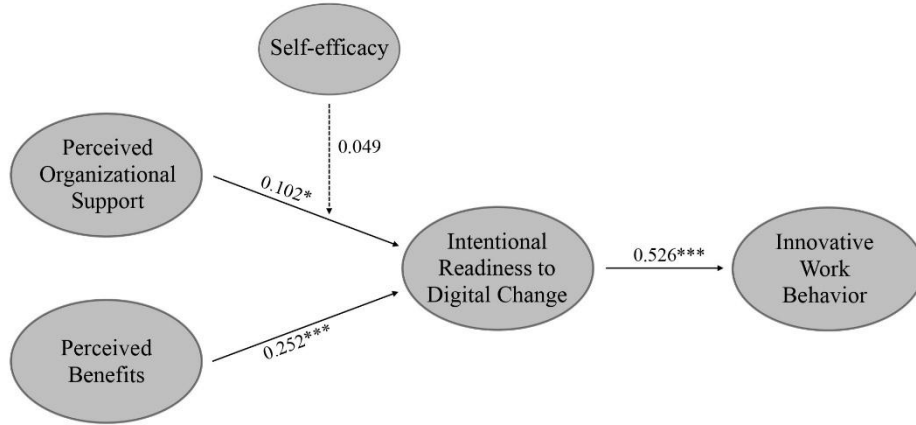 Self-efficacy
0.049
Perceived
Organizational
Support
0.102*
Intentional
Readiness to
Digital Change
0.526***
Innovative
Work
Behavior
0.252***
Perceived
Benefits